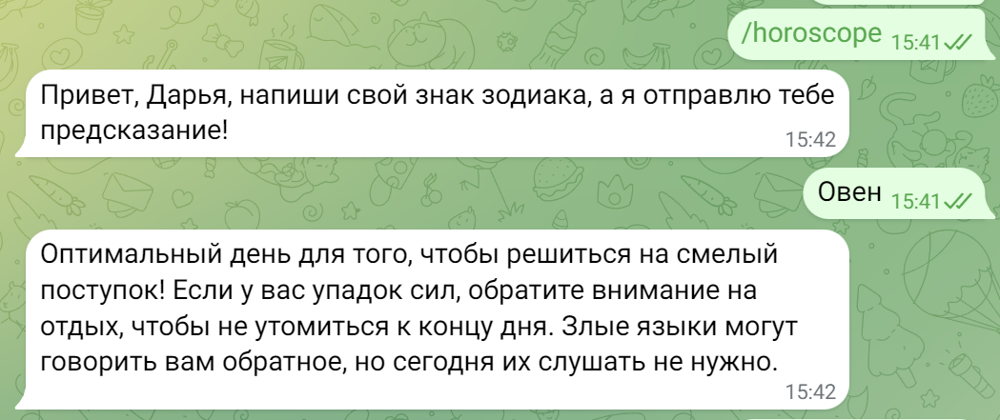 /horoscope 15:41
Привет, Дарья, напиши свой знак зодиака, а я отправлю тебе
предсказание!
15:42
Овен 15:41
Оптимальный день для того, чтобы решиться на смелый
поступок! Если у вас упадок сил, обратите внимание на
отдых, чтобы не утомиться к концу дня. Злые языки могут
говорить вам обратное, но сегодня их слушать не нужно.
15:42